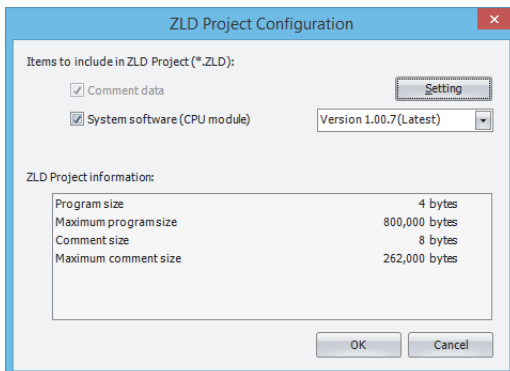 ZLD Project Configuration
Items to include in ZLD Project (*.ZLD):
Comment data
Setting
System software (CPU module)
Version 1.00.7(Latest)
ZLD Project information:
Program size 4 bytes
Maximum program size 800,000 bytes
Comment size 8 bytes
Maximum comment size 262,000 bytes
OK Cancel